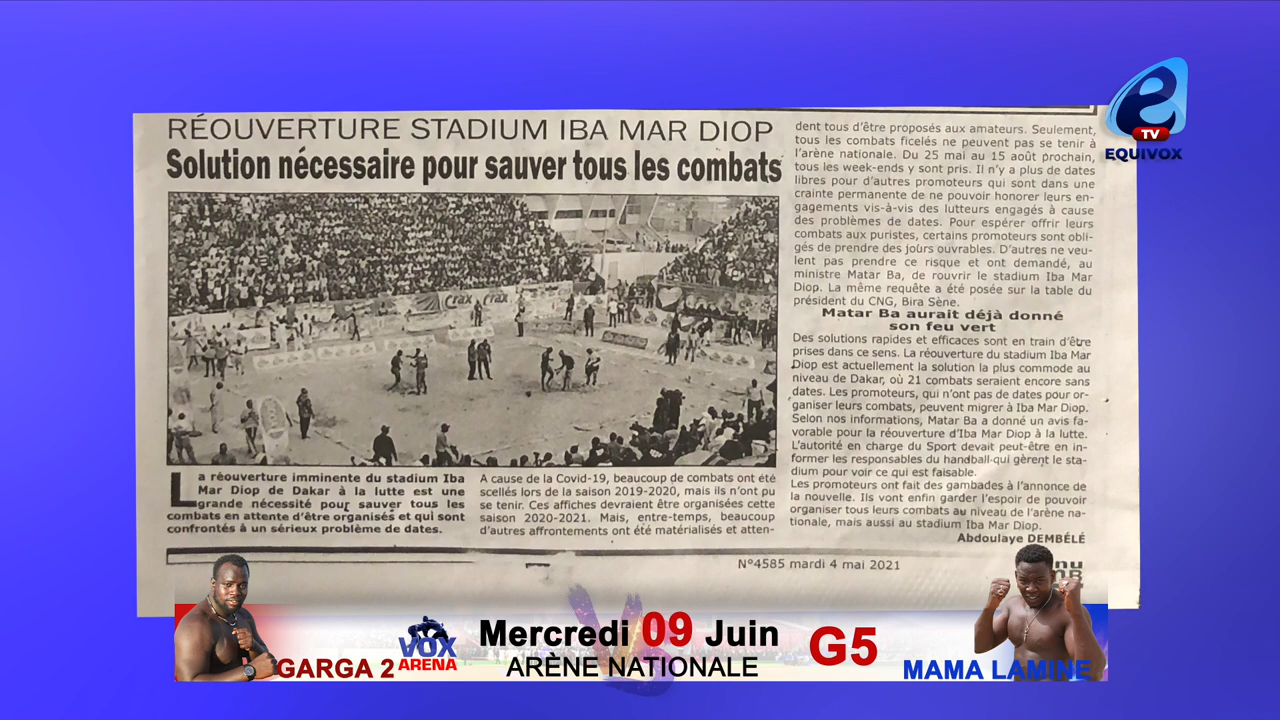 RÉOUVERTURE STADIUM IBA MAR DIOP
Solution nécessaire pour sauver tous les combats
Crax Crax
La réouverture imminente du stadium Iba
Mar Diop de Dakar à la lutte est une
grande nécessité pour sauver tous les
combats en attente d'être organisés et qui sont
confrontés à un sérieux problème de dates.
A cause de la Covid-19, beaucoup de combats ont été
scellés lors de la saison 2019-2020, mais ils n'ont pu
se tenir. Ces affiches devraient être organisées cette
saison 2020-2021. Mais, entre-temps, beaucoup
d'autres affrontements ont été matérialisés et atten-
dent tous d'être proposés aux amateurs. Seulement,
tous les combats ficelés ne peuvent pas se tenir à
l'arène nationale. Du 25 mai au 15 août prochain,
tous les week-ends y sont pris. Il n'y a plus de dates
libres pour d'autres promoteurs qui sont dans une
crainte permanente de ne pouvoir honorer leurs en-
gagements vis-à-vis des lutteurs engagés à cause
des problèmes de dates. Pour espérer offrir leurs
combats aux puristes, certains promoteurs sont obli-
gés de prendre des jours ouvrables. D'autres ne veu-
lent pas prendre ce risque et ont demandé, au
ministre Matar Ba, de rouvrir le stadium Iba Mar
Diop. La même requête a été posée sur la table du
président du CNG, Bira Sène.
Matar Ba aurait déjà donné
son feu vert
Des solutions rapides et efficaces sont en train d'être
prises dans ce sens. La réouverture du stadium Iba Mar
Diop est actuellement la solution la plus commode au
niveau de Dakar, où 21 combats seraient encore sans
dates. Les promoteurs, qui n'ont pas de dates pour or-
ganiser leurs combats, peuvent migrer à Iba Mar Diop.
Selon nos informations, Matar Ba a donné un avis fa-
vorable pour la réouverture d'Iba Mar Diop à la lutte.
L'autorité en charge du Sport devait peut-être en in-
former les responsables du handball qui gèrent le sta-
dium pour voir ce qui est faisable.
Les promoteurs ont fait des gambades à l'annonce de
la nouvelle. Ils vont enfin garder l'espoir de pouvoir
organiser tous leurs combats au niveau de l'arène na-
tionale, mais aussi au stadium Iba Mar Diop.
Abdoulaye DEMBÉLÉ
N°4585 mardi 4 mai 2021
e
TV
EQUIVOX
GARGA 2
VOX
ARENA
Mercredi 09 Juin
ARÈNE NATIONALE
G5
MAMA LAMINE